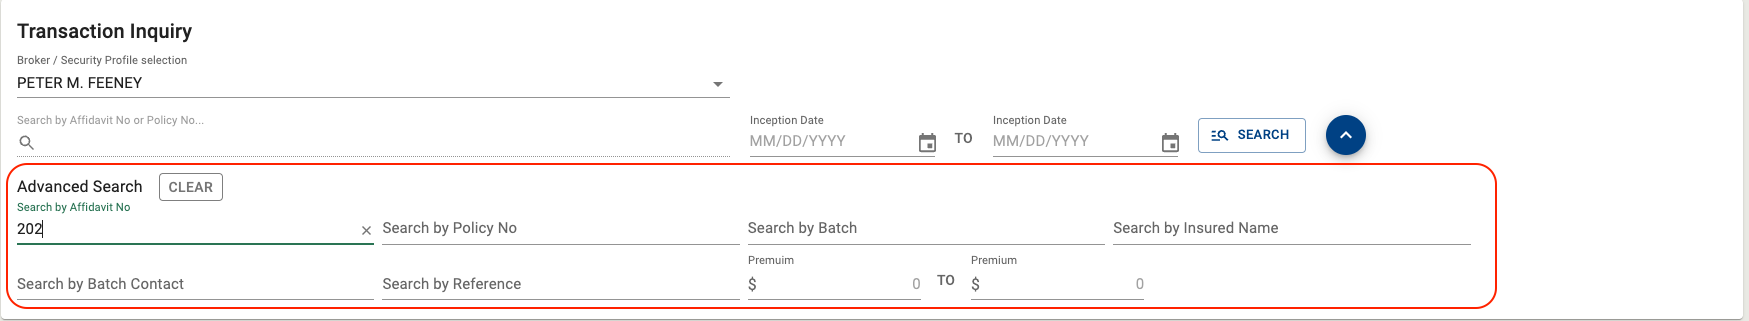 Transaction Inquiry
Broker / Security Profile selection
PETER M. FEENEY
Search by Affidavit No or Policy No...
Inception Date
MM/DD/YYYY
TO
Inception Date
MM/DD/YYYY
SEARCH
Advanced Search
CLEAR
Search by Affidavit No
202
Search by Policy No
Search by Batch
Search by Insured Name
Search by Batch Contact
Search by Reference
Premuim
$ 0
TO
Premium
$ 0